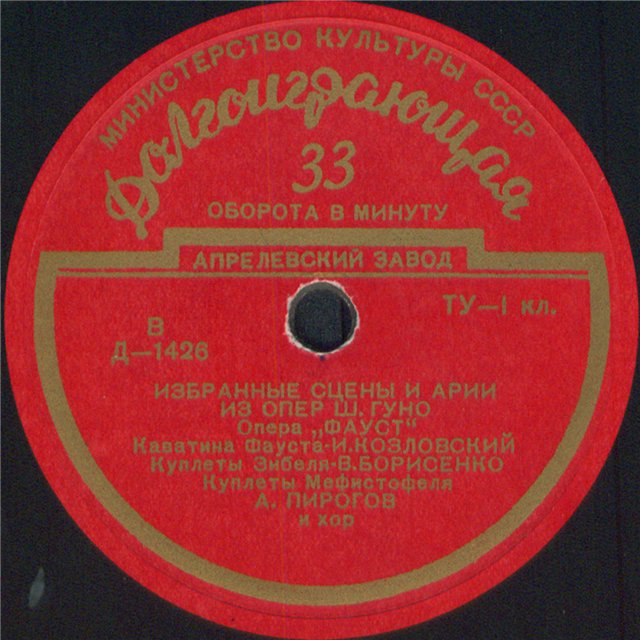 МИНИСТЕРСТВО КУЛЬТУРЫ СССР
Долгоиграющая
33
ОБОРОТА В МИНУТУ
АПРЕЛЕВСКИЙ ЗАВОД
ТУ—I кл.
В
Д—1426
ИЗБРАННЫЕ СЦЕНЫ И АРИИ
ИЗ ОПЕР Ш. ГУНО
Опера „ФАУСТ“
Каватина Фауста-И.КОЗЛОВСКИЙ
Куплеты Зибеля-В.БОРИСЕНКО
Куплеты Мефистофеля
А. ПИРОГОВ
и хор